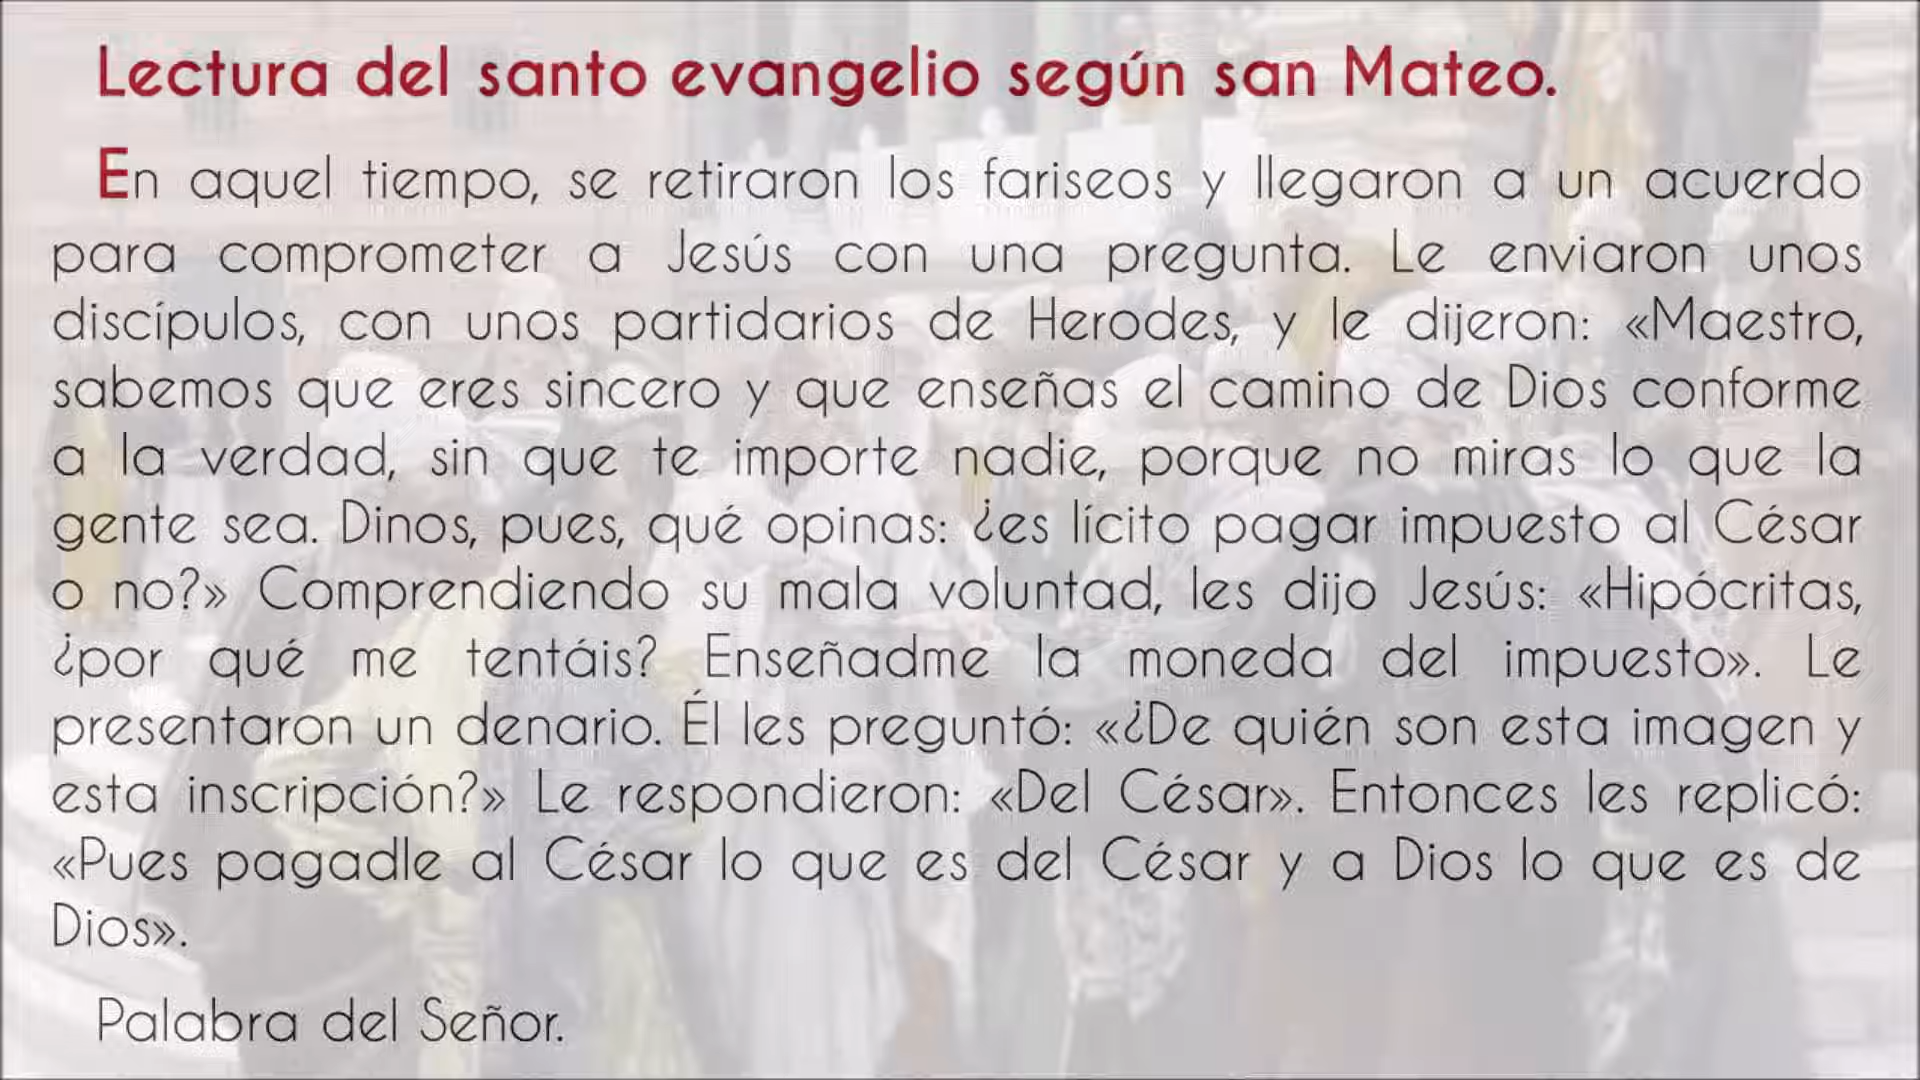 Lectura del santo evangelio según san Mateo.
En aquel tiempo, se retiraron los fariseos y llegaron a un acuerdo
para comprometer a Jesús con una pregunta. Le enviaron unos
discípulos, con unos partidarios de Herodes, y le dijeron: «Maestro,
sabemos que eres sincero y que enseñas el camino de Dios conforme
a la verdad, sin que te importe nadie, porque no miras lo que la
gente sea. Dinos, pues, qué opinas: ¿es lícito pagar impuesto al César
o no?» Comprendiendo su mala voluntad, les dijo Jesús: «Hipócritas,
¿por qué me tentáis? Enseñadme la moneda del impuesto». Le
presentaron un denario. Él les preguntó: «¿De quién son esta imagen y
esta inscripción?» Le respondieron: «Del César». Entonces les replicó:
«Pues pagadle al César lo que es del César y a Dios lo que es de
Dios».
Palabra del Señor.